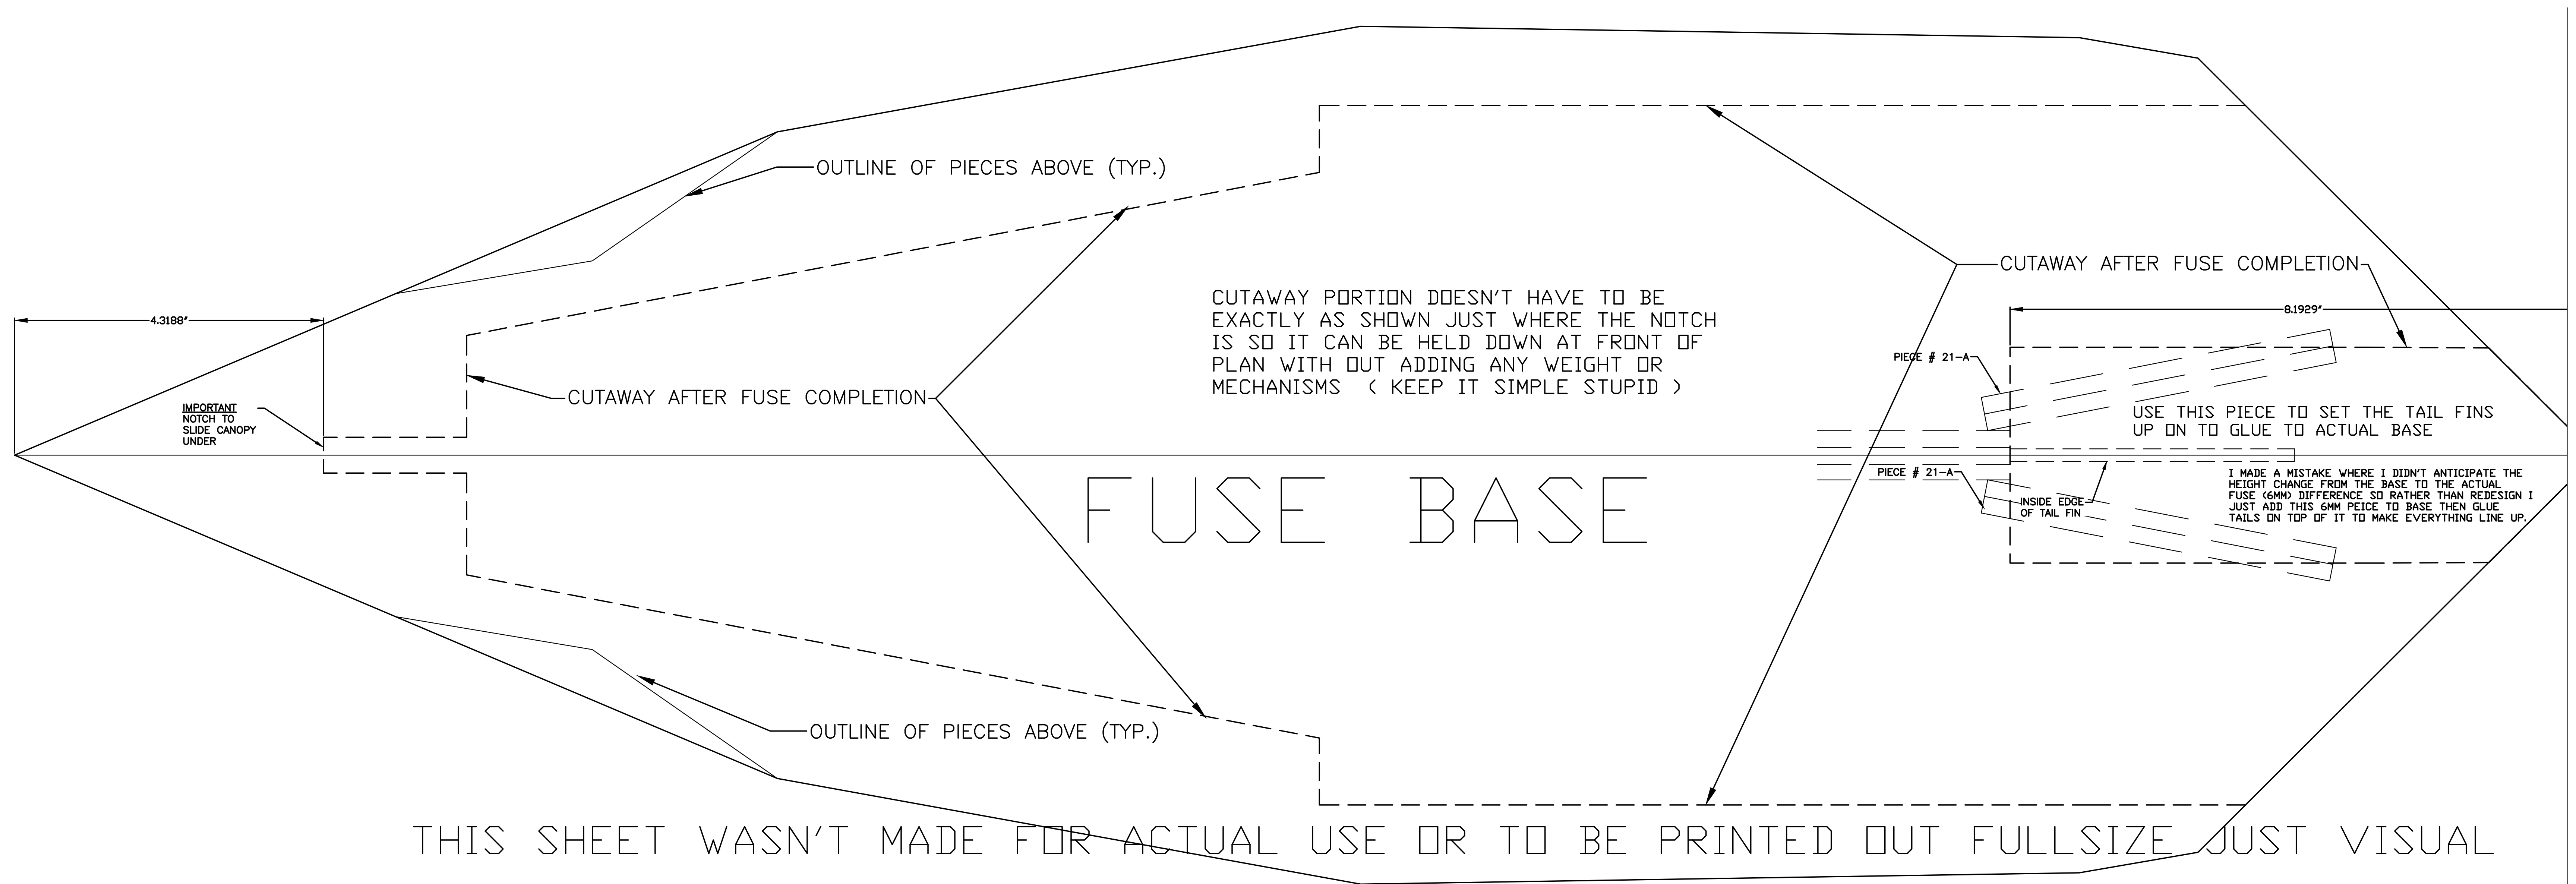 OUTLINE OF PIECES ABOVE (TYP.)
CUTAWAY AFTER FUSE COMPLETION
CUTAWAY PORTION DOESN'T HAVE TO BE
EXACTLY AS SHOWN JUST WHERE THE NOTCH
IS SO IT CAN BE HELD DOWN AT FRONT OF
PLAN WITH OUT ADDING ANY WEIGHT OR
MECHANISMS ( KEEP IT SIMPLE STUPID )
4.3188"
8.1929"
PIECE # 21-A
CUTAWAY AFTER FUSE COMPLETION
IMPORTANT
NOTCH TO
SLIDE CANOPY
UNDER
USE THIS PIECE TO SET THE TAIL FINS
UP ON TO GLUE TO ACTUAL BASE
PIECE # 21-A
I MADE A MISTAKE WHERE I DIDN'T ANTICIPATE THE
HEIGHT CHANGE FROM THE BASE TO THE ACTUAL
FUSE (6MM) DIFFERENCE SO RATHER THAN REDESIGN I
JUST ADD THIS 6MM PEICE TO BASE THEN GLUE
TAILS ON TOP OF IT TO MAKE EVERYTHING LINE UP.
INSIDE EDGE
OF TAIL FIN
FUSE BASE
OUTLINE OF PIECES ABOVE (TYP.)
THIS SHEET WASN'T MADE FOR ACTUAL USE OR TO BE PRINTED OUT FULLSIZE JUST VISUAL